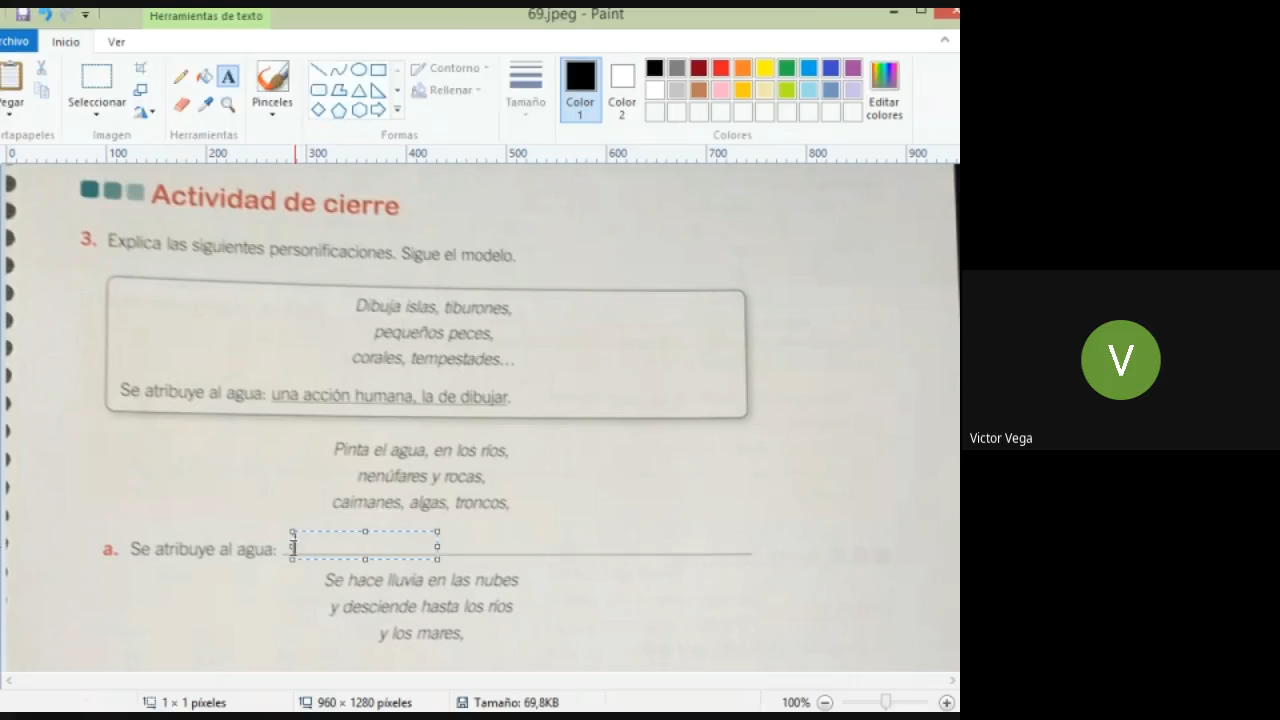 Herramientas de texto
69.jpeg - Paint
rchivo
Inicio
Ver
Pegar
Seleccionar
A
Pinceles
Contorno
Rellenar
Tamaño
Color 1
Color 2
Editar colores
rtapapeles
Imagen
Herramientas
Formas
Colores
0 100 200 300 400 500 600 700 800 900
Actividad de cierre
3. Explica las siguientes personificaciones. Sigue el modelo.
Dibuja islas, tiburones,
pequeños peces,
corales, tempestades...
Se atribuye al agua: una acción humana, la de dibujar.
Pinta el agua, en los ríos,
nenúfares y rocas,
caimanes, algas, troncos,
a. Se atribuye al agua:
Se hace lluvia en las nubes
y desciende hasta los ríos
y los mares,
1 × 1 píxeles
960 × 1280 píxeles
Tamaño: 69,8KB
100%
V
Victor Vega